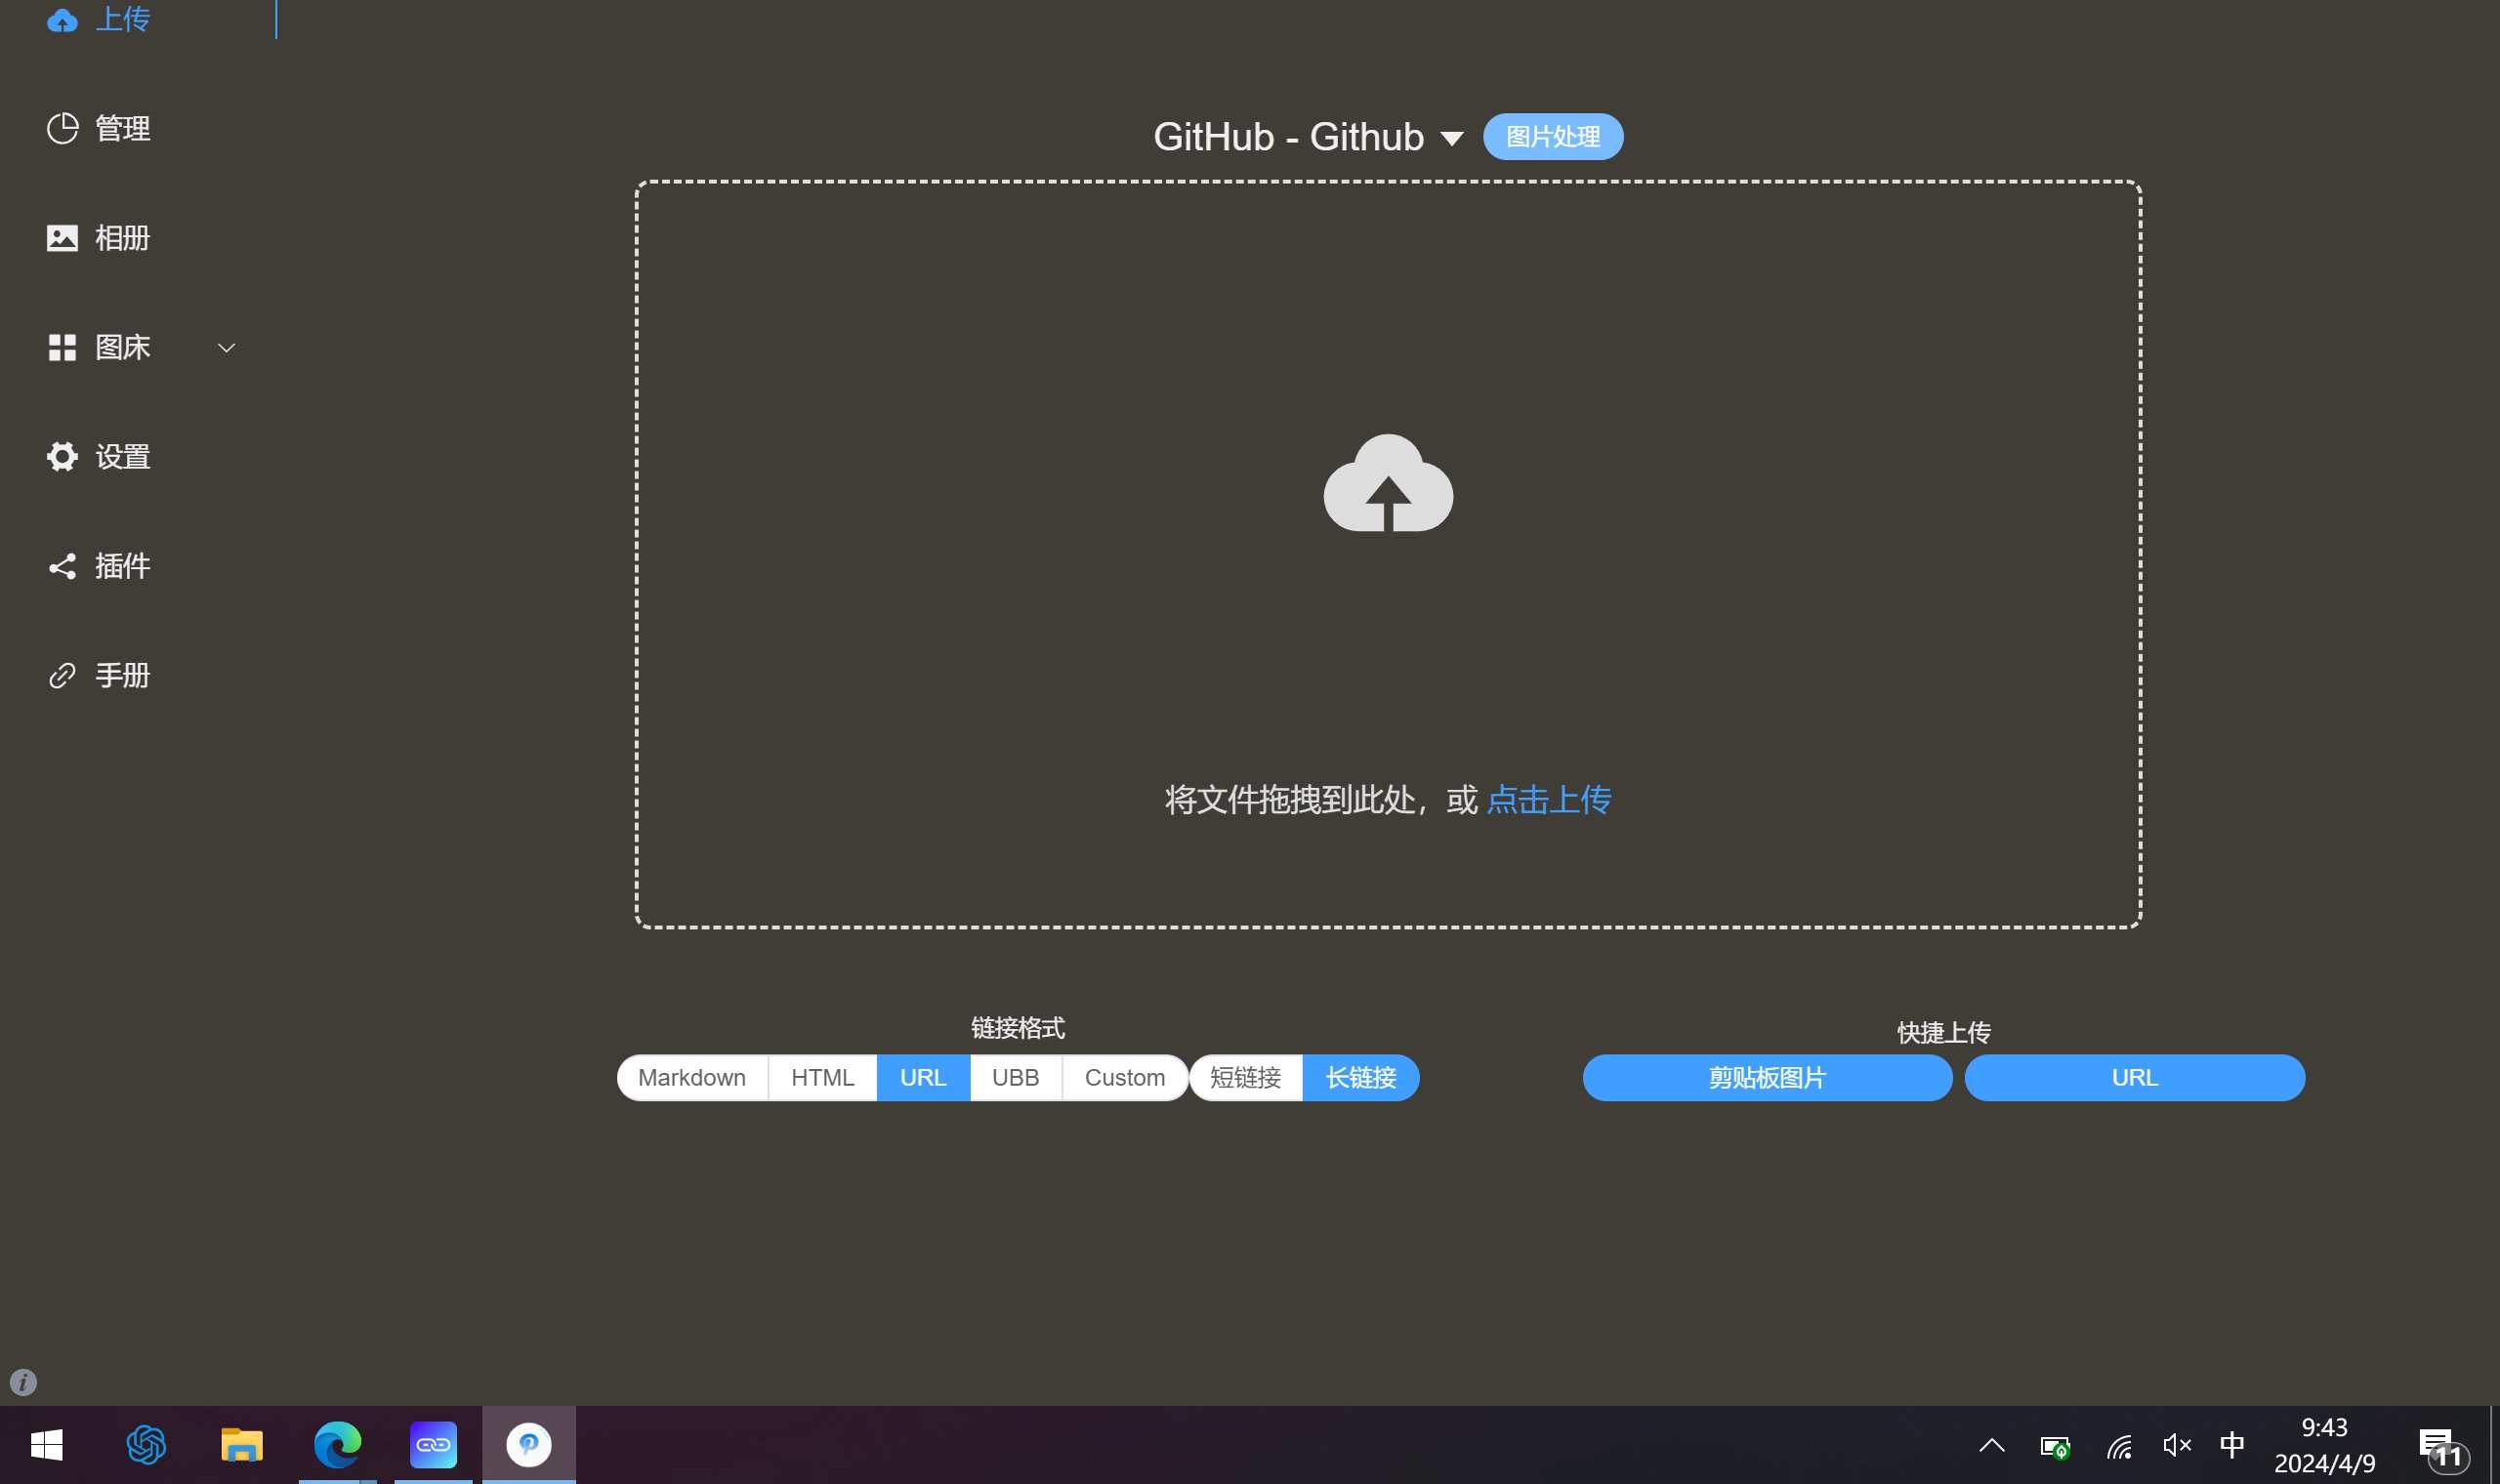 上传
管理
相册
图床
设置
插件
手册
GitHub - Github
图片处理
将文件拖拽到此处，或 点击上传
链接格式
Markdown HTML URL UBB Custom 短链接 长链接
快捷上传
剪贴板图片 URL
中
9:43
2024/4/9
11